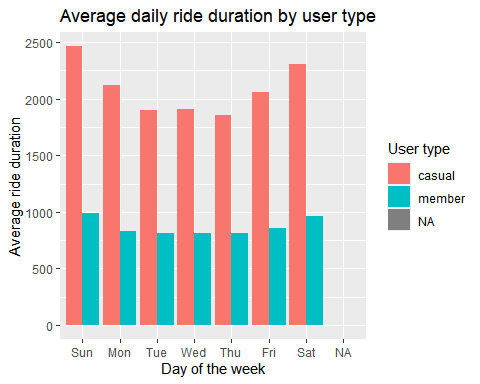 Average daily ride duration by user type
Average ride duration
2500
2000
1500
1000
500
0
Sun Mon Tue Wed Thu Fri Sat NA
Day of the week
User type
casual
member
NA